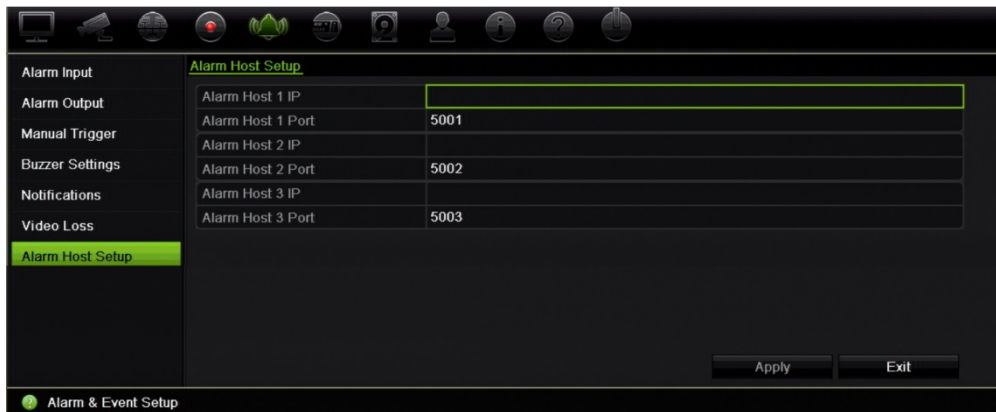 Alarm Input
Alarm Output
Manual Trigger
Buzzer Settings
Notifications
Video Loss
Alarm Host Setup
Alarm Host Setup
Alarm Host 1 IP
Alarm Host 1 Port 5001
Alarm Host 2 IP
Alarm Host 2 Port 5002
Alarm Host 3 IP
Alarm Host 3 Port 5003
Apply Exit
Alarm & Event Setup